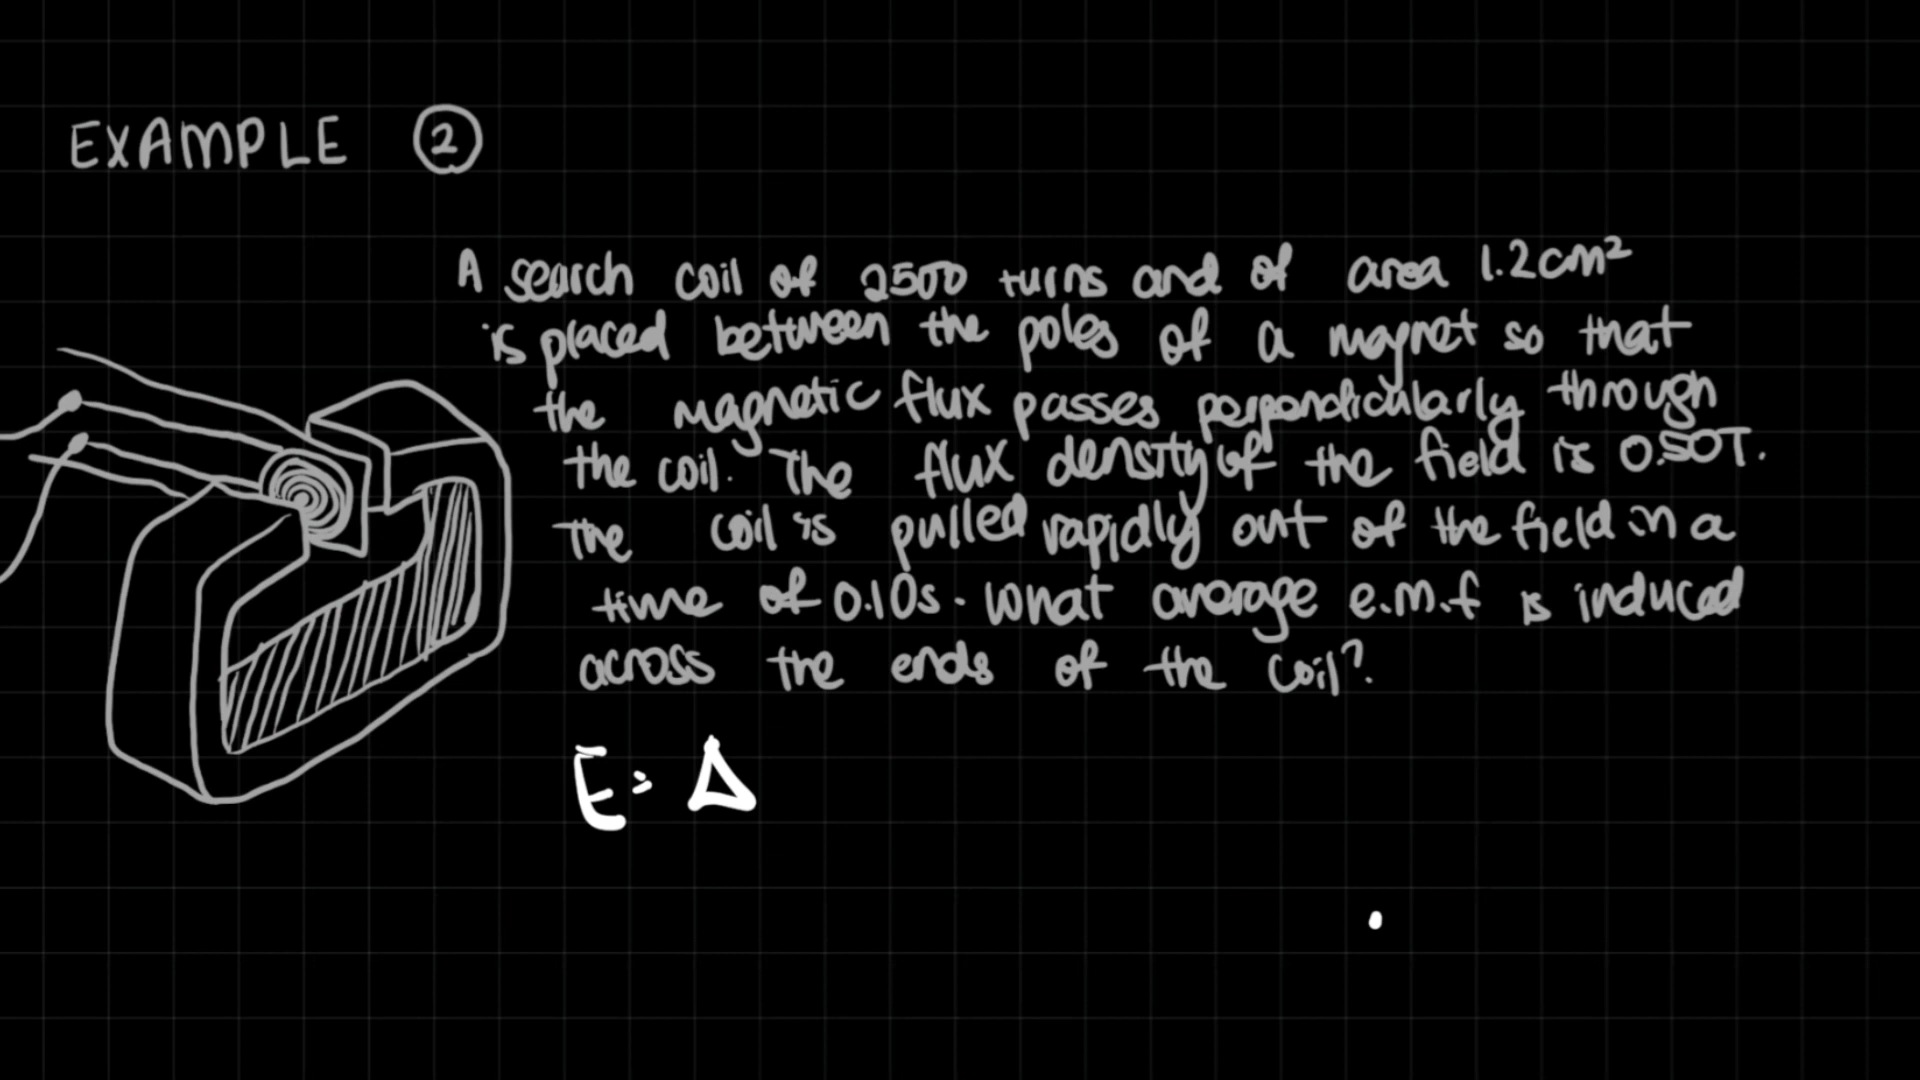 EXAMPLE ②
A search coil of 2500 turns and of area 1.2cm²
is placed between the poles of a magnet so that
the magnetic flux passes perpendicularly through
the coil. The flux density of the field is 0.50T.
The coil is pulled rapidly out of the field in a
time of 0.10s. What average e.m.f is induced
across the ends of the coil?
E = Δ